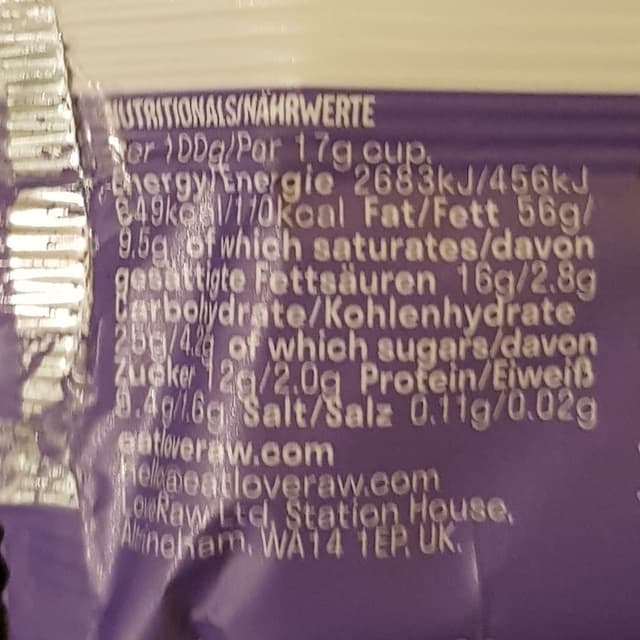 NUTRITIONALS/NÄHRWERTE
Per 100g/Par 17g cup.
Energy/Energie 2683kJ/456kJ
649kcal/110kcal Fat/Fett 56g/
9.5g of which saturates/davon
gesättigte Fettsäuren 16g/2.8g
Carbohydrate/Kohlenhydrate
/4.2g of which sugars/davon
Zucker 12g/2.0g Protein/Eiweiß
/1.6g Salt/Salz 0.11g/0.02g
eatloveraw.com
hello@eatloveraw.com
LoveRaw Ltd, Station House,
Altrincham, WA14 1EP, UK.